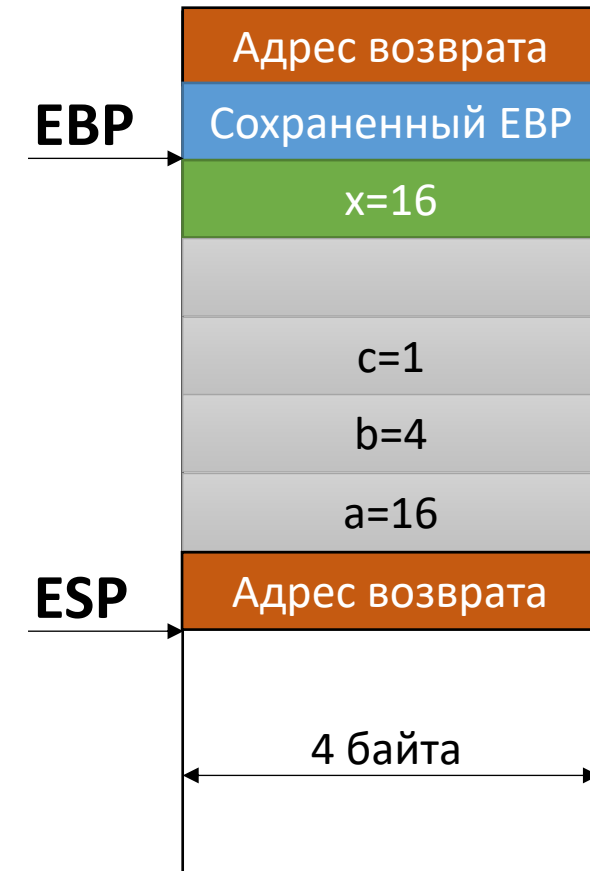 Адрес возврата
EBP
Сохраненный EBP
x=16
c=1
b=4
a=16
ESP
Адрес возврата
4 байта